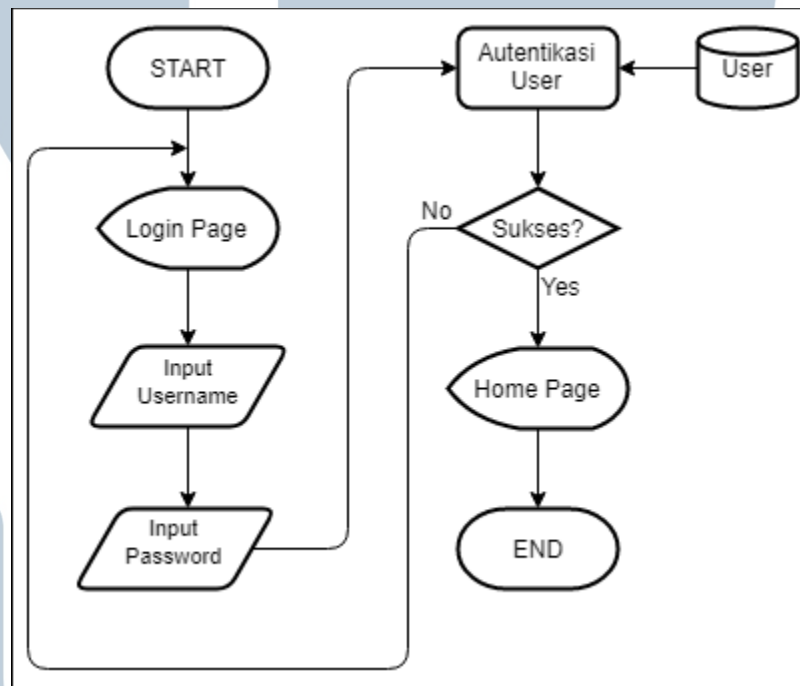 START
Login Page
Input
Username
Input
Password
Autentikasi
User
User
Sukses?
No
Yes
Home Page
END